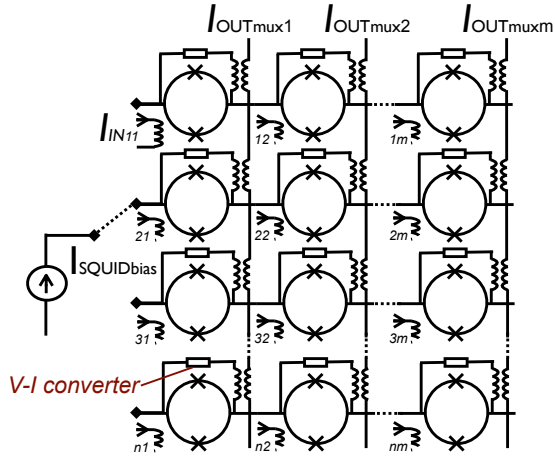 IOUTmux1 IOUTmux2 IOUTmuxm
IIN11 12 1m
21 22 2m
ISQUIDbias
31 32 3m
V-I converter
n1 n2 nm